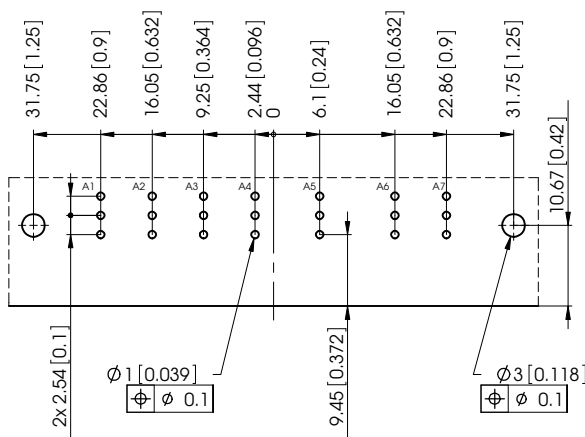 31.75 [1.25]
22.86 [0.9]
16.05 [0.632]
9.25 [0.364]
2.44 [0.096]
0
6.1 [0.24]
16.05 [0.632]
22.86 [0.9]
31.75 [1.25]
10.67 [0.42]
A1 A2 A3 A4 A5 A6 A7
2x 2.54 [0.1]
9.45 [0.372]
Ø1 [0.039]
⌖ Ø 0.1
Ø3 [0.118]
⌖ Ø 0.1